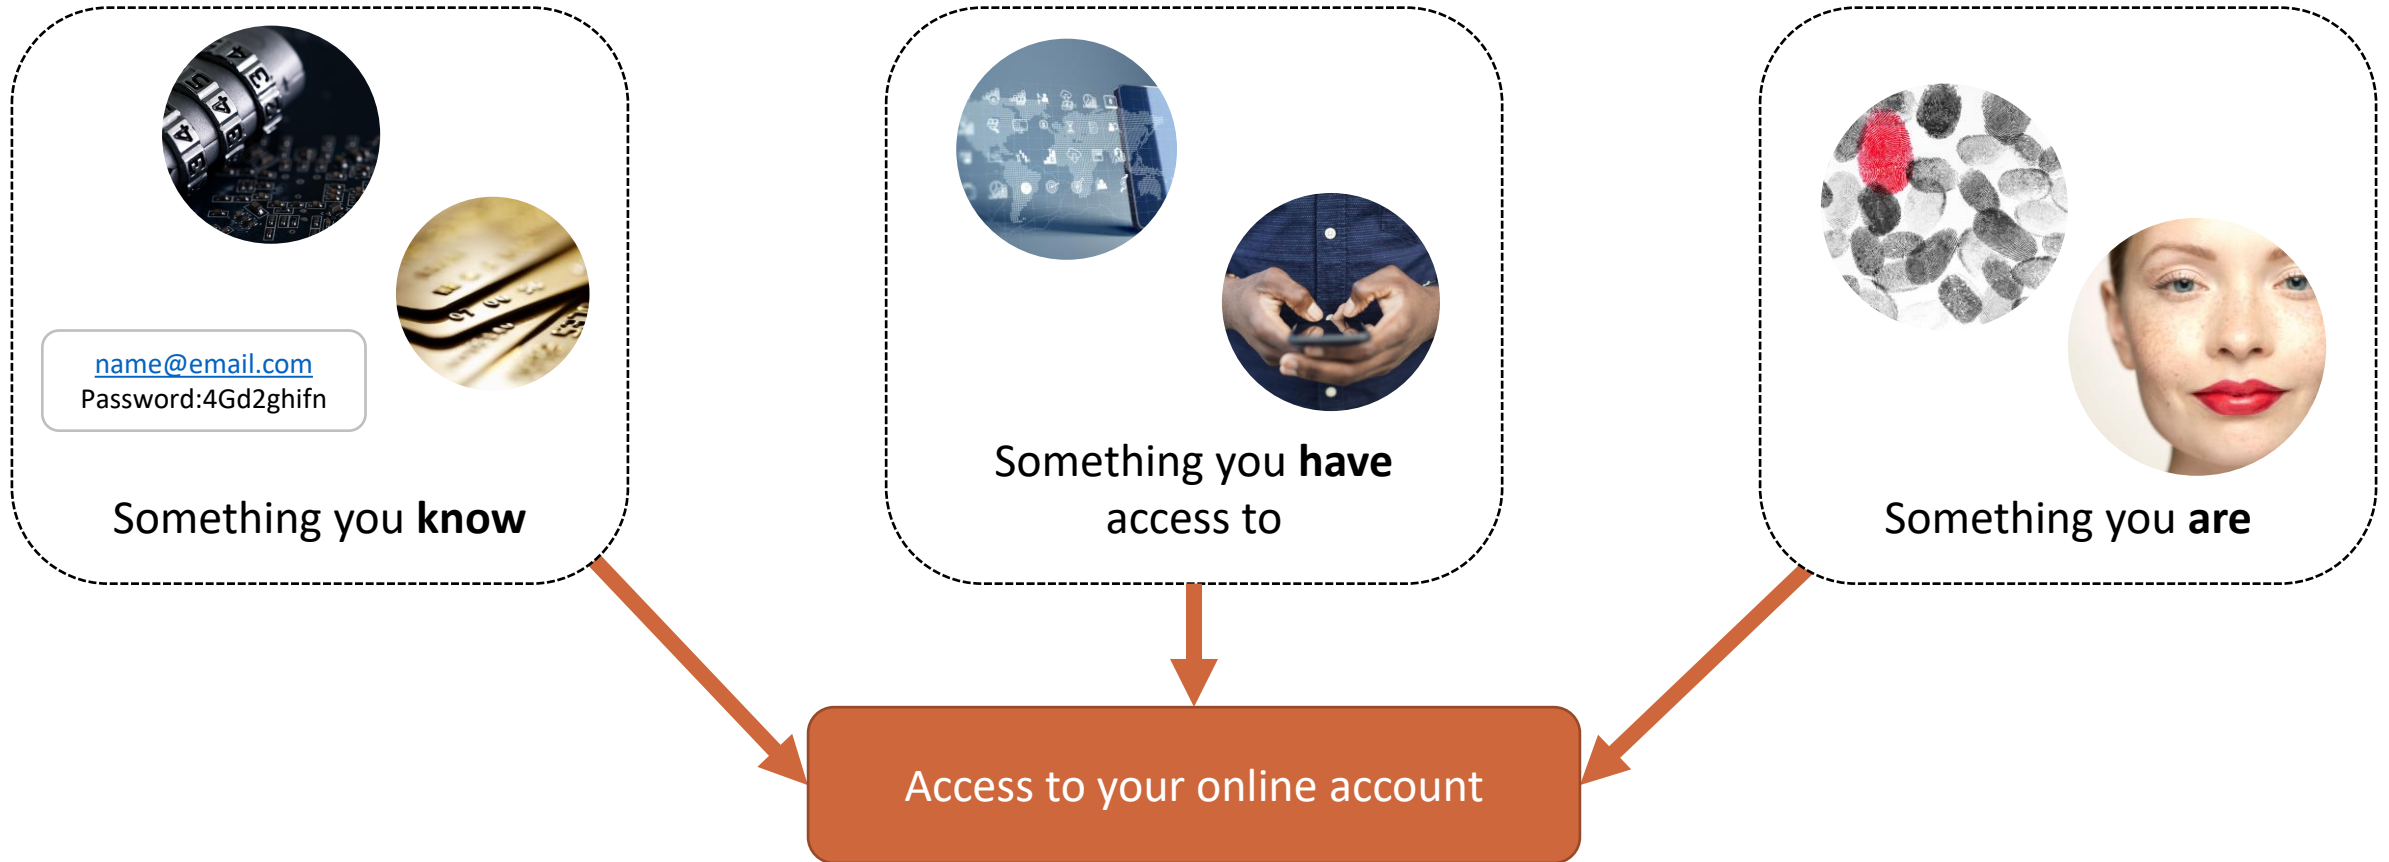 name@email.com
Password:4Gd2ghifn
Something you know
Something you have
access to
Something you are
Access to your online account